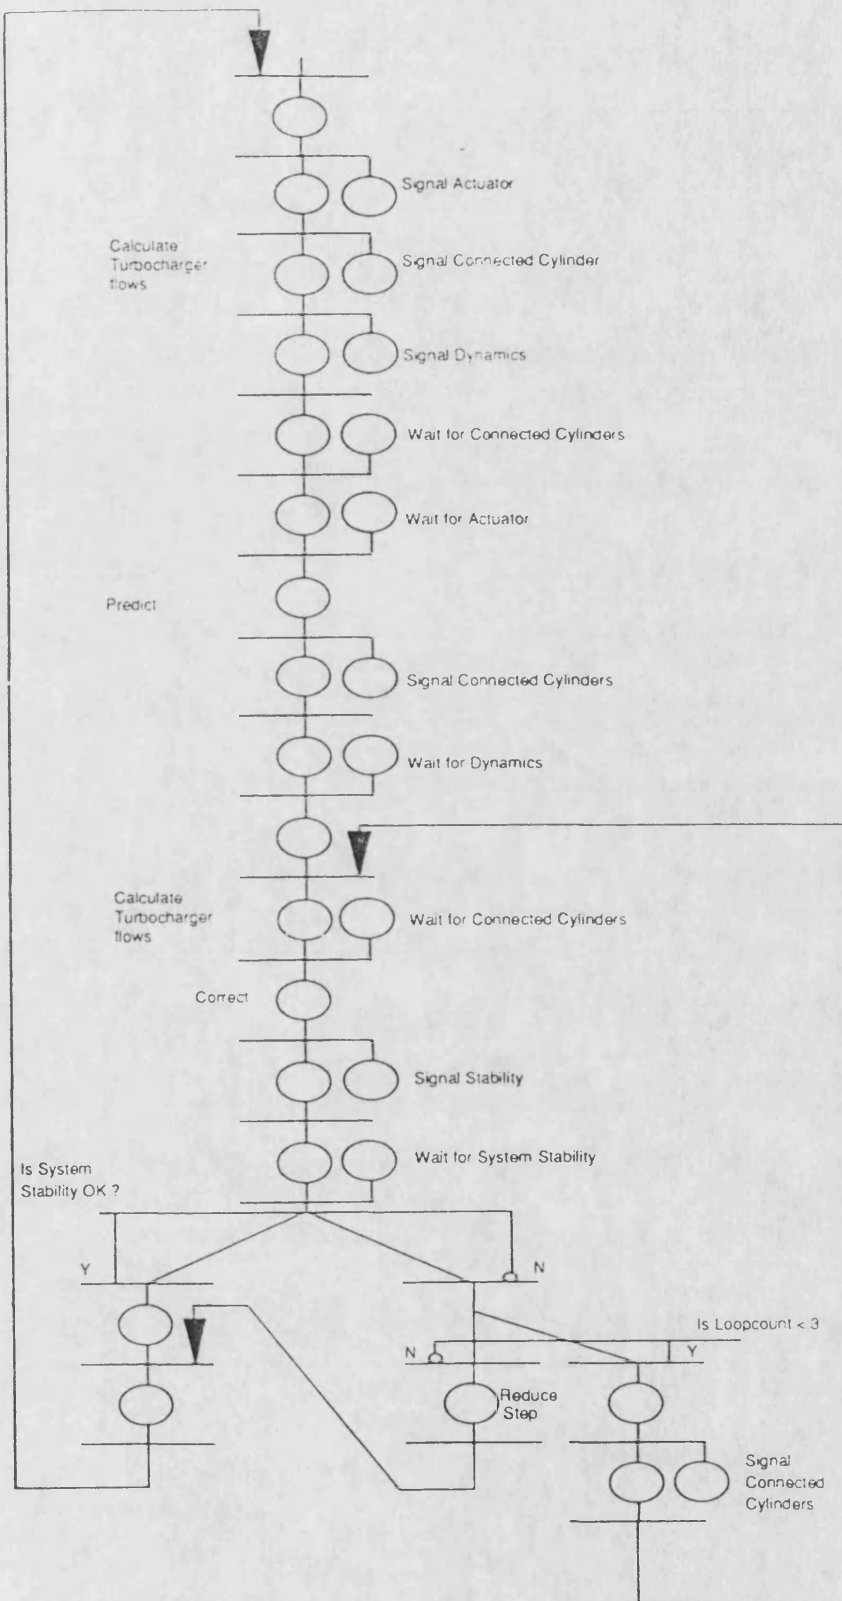 Signal Actuator
Calculate
Turbocharger
flows
Signal Connected Cylinder
Signal Dynamics
Wait for Connected Cylinders
Wait for Actuator
Predict
Signal Connected Cylinders
Wait for Dynamics
Calculate
Turbocharger
flows
Wait for Connected Cylinders
Correct
Signal Stability
Wait for System Stability
Is System
Stability OK ?
Y
N
Is Loopcount < 3
N
Y
Reduce
Step
Signal
Connected
Cylinders